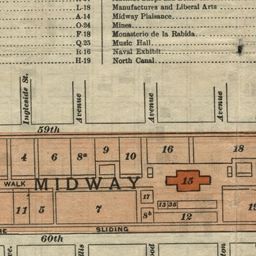 L-18 Manufactures and Liberal Arts
A-14 Midway Plaisance
O-24 Mines
F-18 Monasterio de la Rabida
Q-23 Music Hall
R-16 Naval Exhibit
H-19 North Canal
Ingleside St.
Avenue
Avenue
Avenue
59th
4 6 8ª 9 10 16 18
WALK MIDWAY 15
11 5 7 17 8b 13 3S 12 19
SLIDING
60th